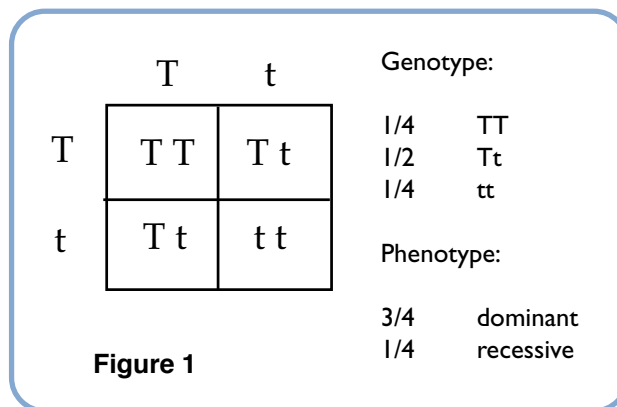 T t
T T T T t
t T t t t
Figure 1
Genotype:
1/4 TT
1/2 Tt
1/4 tt
Phenotype:
3/4 dominant
1/4 recessive